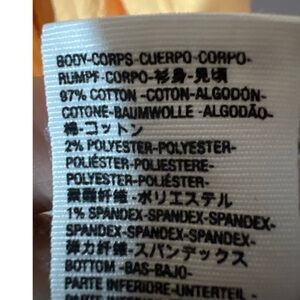 BODY-CORPS-CUERPO-CORPO-
RUMPF-CORPO-衫身-見頃
97% COTTON -COTON-ALGODÓN-
COTONE-BAUMWOLLE -ALGODÃO-
棉-コットン
2% POLYESTER-POLYESTER-
POLIÉSTER-POLIESTERE-
POLYESTER-POLIÉSTER-
聚酯纖維-ポリエステル
1% SPANDEX-SPANDEX-SPANDEX-
SPANDEX-SPANDEX-SPANDEX-
弾力纤维-スパンデックス
BOTTOM -BAS-BAJO-
PARTE INFERIORE-UNTERTEIL -